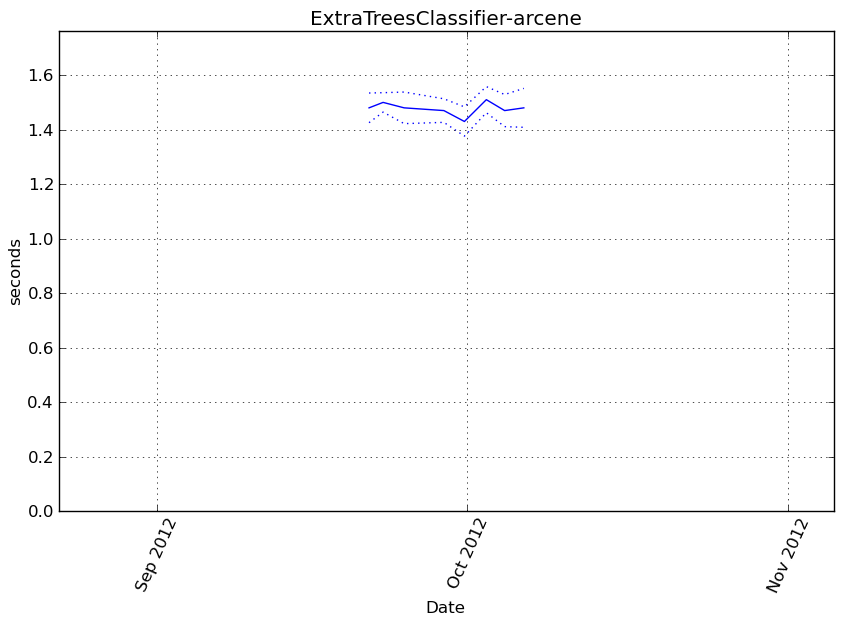 ExtraTreesClassifier-arcene
1.6
1.4
1.2
1.0
0.8
0.6
0.4
0.2
0.0
seconds
Sep 2012
Oct 2012
Nov 2012
Date